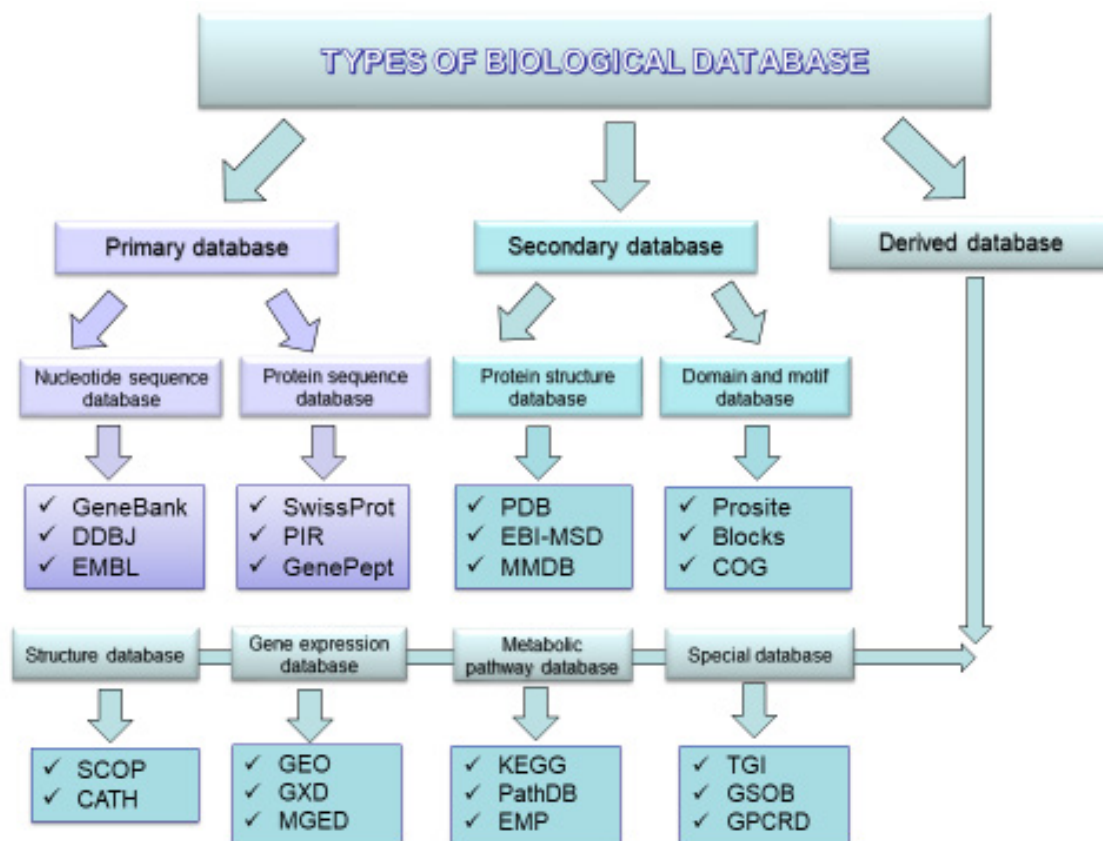 TYPES OF BIOLOGICAL DATABASE
Primary database
Secondary database
Derived database
Nucleotide sequence
database
Protein sequence
database
Protein structure
database
Domain and motif
database
✓ GeneBank
✓ DDBJ
✓ EMBL
✓ SwissProt
✓ PIR
✓ GenePept
✓ PDB
✓ EBI-MSD
✓ MMDB
✓ Prosite
✓ Blocks
✓ COG
Structure database
Gene expression
database
Metabolic
pathway database
Special database
✓ SCOP
✓ CATH
✓ GEO
✓ GXD
✓ MGED
✓ KEGG
✓ PathDB
✓ EMP
✓ TGI
✓ GSOB
✓ GPCRD